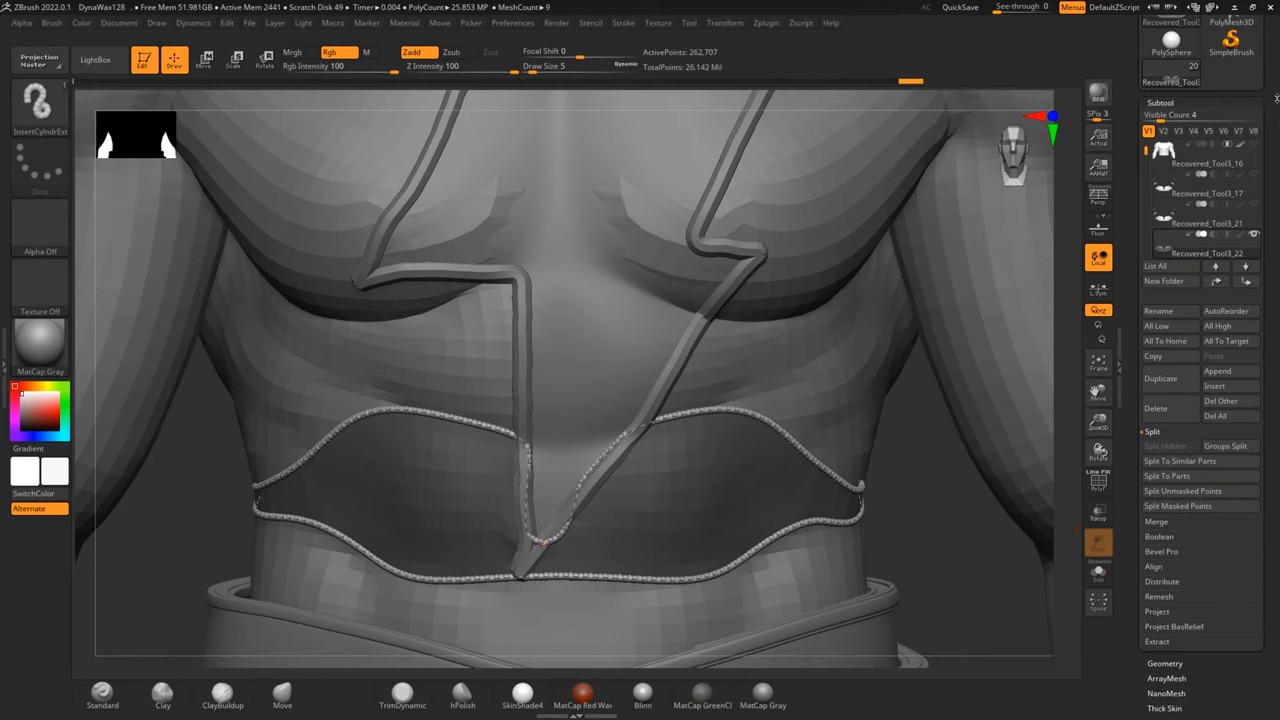 ZBrush 2022.0.1 DynaWax128 • Free Mem 51.981GB • Active Mem 2441 • Scratch Disk 49 • Timer▸0.004 • PolyCount▸25.853 MP • MeshCount▸9 AC QuickSave See-through 0 Menus DefaultZScript
Alpha Brush Color Document Draw Dynamics Edit File Layer Light Macro Marker Material Movie Picker Preferences Render Stencil Stroke Texture Tool Transform Zplugin Zscript Help
Projection Master LightBox Edit Draw Move Scale Rotate
Mrgb Rgb M Zadd Zsub Zcut
Rgb Intensity 100 Z Intensity 100
Focal Shift 0
Draw Size 5 Dynamic
ActivePoints: 262,707
TotalPoints: 26.142 Mil
1
InsertCylndrExt
Dots
Alpha Off
Texture Off
MatCap Gray
Gradient
SwitchColor
Alternate
BPR
SPix 3
Actual
AAHalf
Dynamic
Persp
Floor
Local
L.Sym
Xyz
Frame
Move
Zoom3D
Rotate
Line Fill
PolyF
Transp
Dynamic
Solo
Xpose
Recovered_Tool3 PolyMesh3D
PolySphere SimpleBrush
20
Recovered_Tool3
Subtool
Visible Count 4
V1 V2 V3 V4 V5 V6 V7 V8
Recovered_Tool3_16
Recovered_Tool3_17
Recovered_Tool3_21
Recovered_Tool3_22
List All
New Folder
Rename AutoReorder
All Low All High
All To Home All To Target
Copy Paste
Duplicate Append
Insert
Delete Del Other
Del All
Split
Split Hidden Groups Split
Split To Similar Parts
Split To Parts
Split Unmasked Points
Split Masked Points
Merge
Boolean
Bevel Pro
Align
Distribute
Remesh
Project
Project BasRelief
Extract
Geometry
ArrayMesh
NanoMesh
Thick Skin
Standard Clay ClayBuildup Move TrimDynamic hPolish SkinShade4 MatCap Red Wax Blinn MatCap GreenCl MatCap Gray